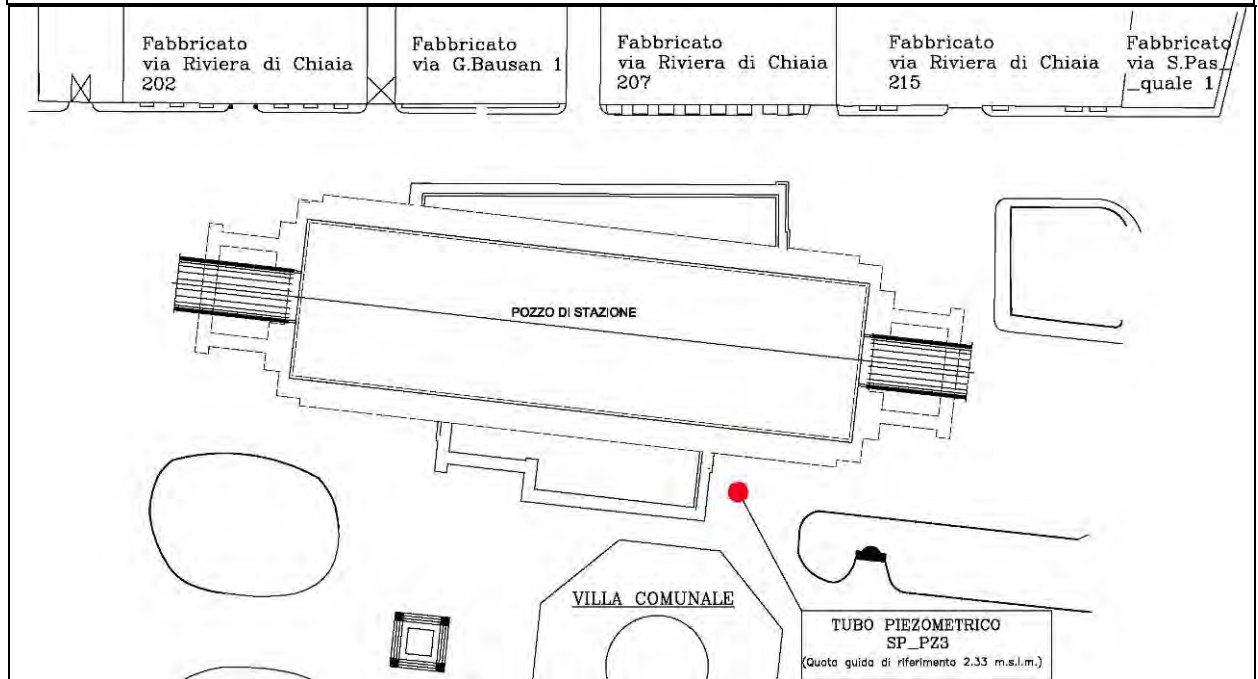 Fabbricato
via Riviera di Chiaia
202
Fabbricato
via G.Bausan 1
Fabbricato
via Riviera di Chiaia
207
Fabbricato
via Riviera di Chiaia
215
Fabbricato
via S.Pas_
_quale 1
POZZO DI STAZIONE
VILLA COMUNALE
TUBO PIEZOMETRICO
SP_PZ3
(Quota guida di riferimento 2.33 m.s.l.m.)